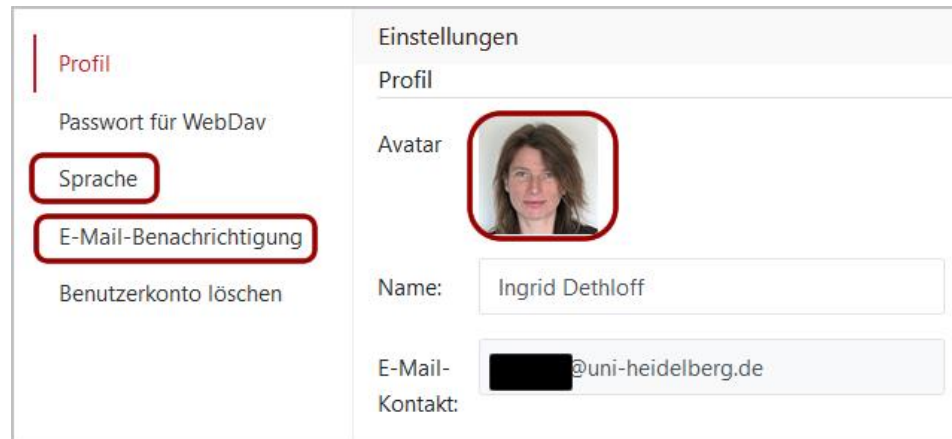 Profil
Passwort für WebDav
Sprache
E-Mail-Benachrichtigung
Benutzerkonto löschen
Einstellungen
Profil
Avatar
Name: Ingrid Dethloff
E-Mail- @uni-heidelberg.de
Kontakt: